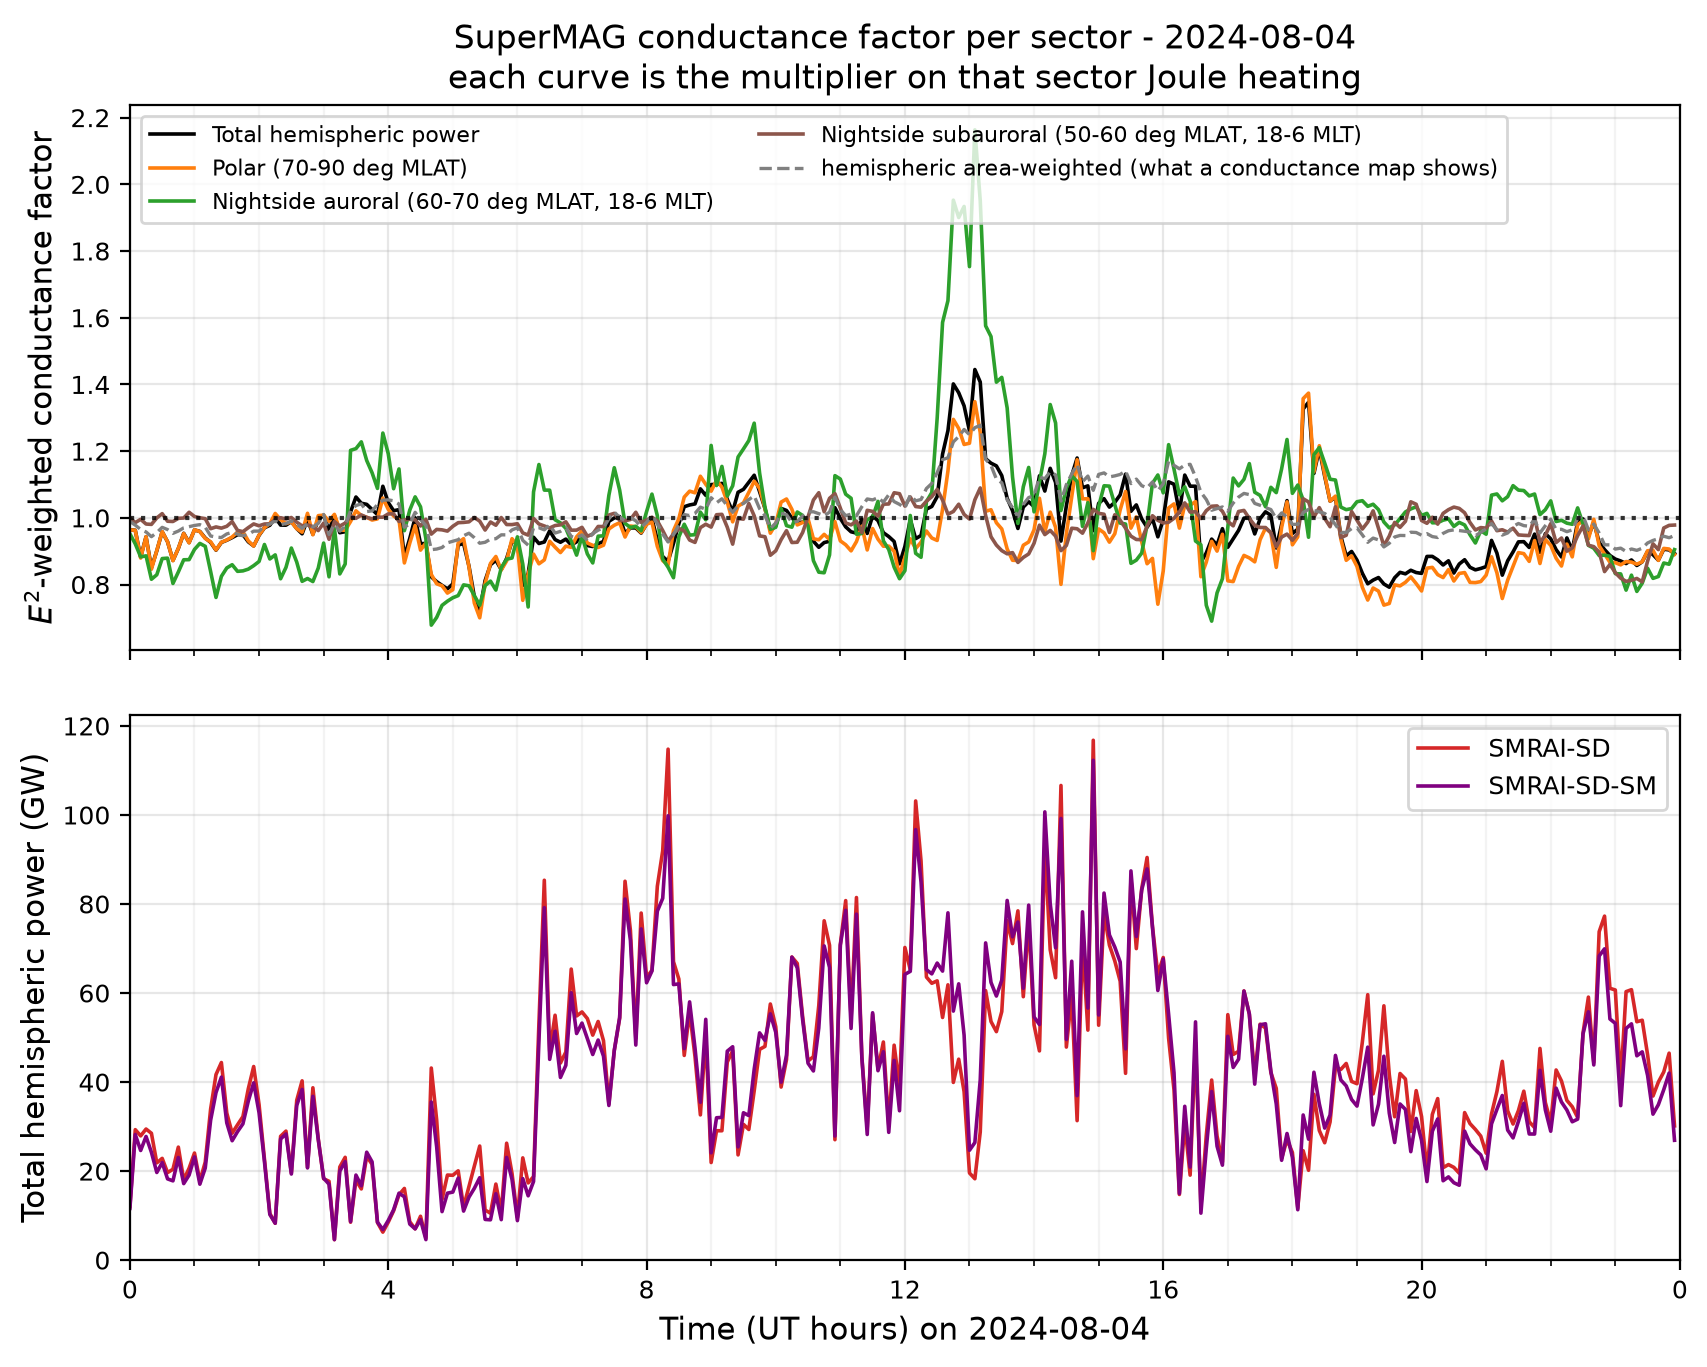 SuperMAG conductance factor per sector - 2024-08-04
each curve is the multiplier on that sector Joule heating
E²-weighted conductance factor
2.2
2.0
1.8
1.6
1.4
1.2
1.0
0.8
Total hemispheric power
Polar (70-90 deg MLAT)
Nightside auroral (60-70 deg MLAT, 18-6 MLT)
Nightside subauroral (50-60 deg MLAT, 18-6 MLT)
hemispheric area-weighted (what a conductance map shows)
Total hemispheric power (GW)
120
100
80
60
40
20
0
SMRAI-SD
SMRAI-SD-SM
0 4 8 12 16 20 0
Time (UT hours) on 2024-08-04